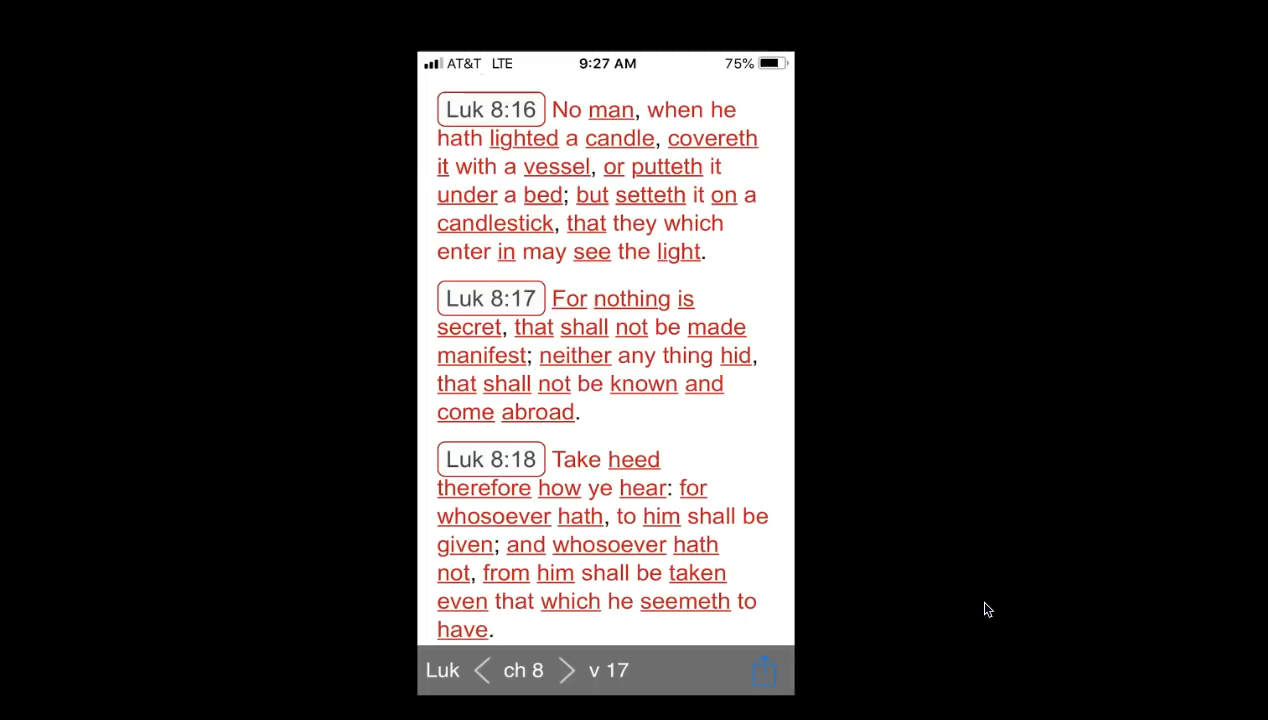 AT&T LTE 9:27 AM 75%
Luk 8:16 No man, when he
hath lighted a candle, covereth
it with a vessel, or putteth it
under a bed; but setteth it on a
candlestick, that they which
enter in may see the light.
Luk 8:17 For nothing is
secret, that shall not be made
manifest; neither any thing hid,
that shall not be known and
come abroad.
Luk 8:18 Take heed
therefore how ye hear: for
whosoever hath, to him shall be
given; and whosoever hath
not, from him shall be taken
even that which he seemeth to
have.
Luk < ch 8 > v 17